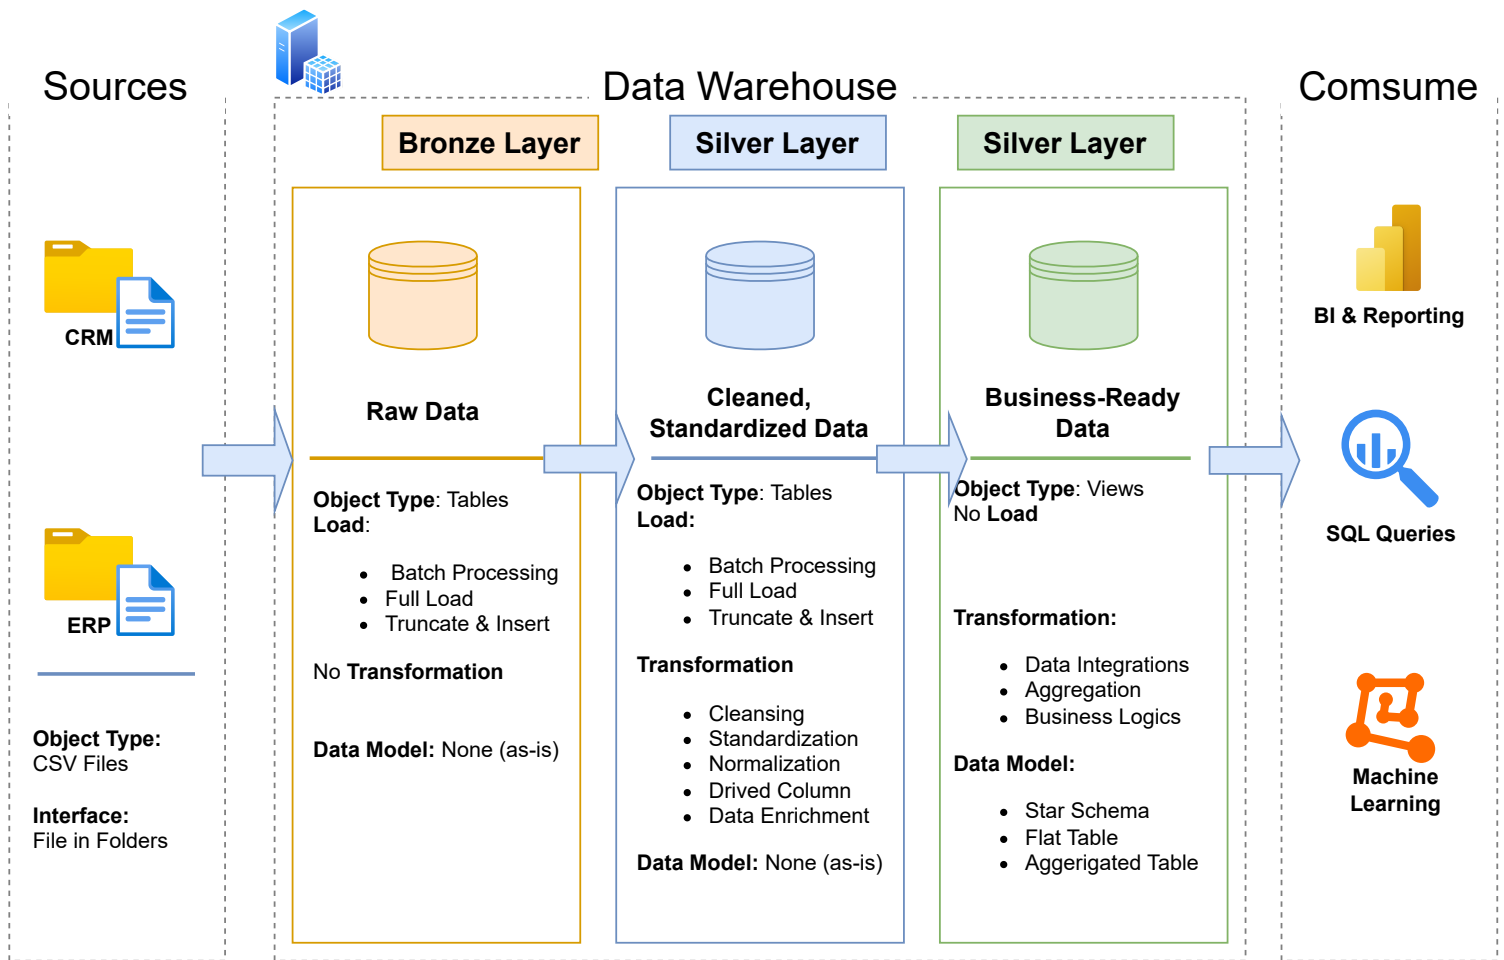 Sources
CRM
ERP
Object Type:
CSV Files
Interface:
File in Folders
Data Warehouse
Bronze Layer
Raw Data
Object Type: Tables
Load:
• Batch Processing
• Full Load
• Truncate & Insert
No Transformation
Data Model: None (as-is)
Silver Layer
Cleaned,
Standardized Data
Object Type: Tables
Load:
• Batch Processing
• Full Load
• Truncate & Insert
Transformation
• Cleansing
• Standardization
• Normalization
• Drived Column
• Data Enrichment
Data Model: None (as-is)
Silver Layer
Business-Ready
Data
Object Type: Views
No Load
Transformation:
• Data Integrations
• Aggregation
• Business Logics
Data Model:
• Star Schema
• Flat Table
• Aggerigated Table
Comsume
BI & Reporting
SQL Queries
Machine
Learning